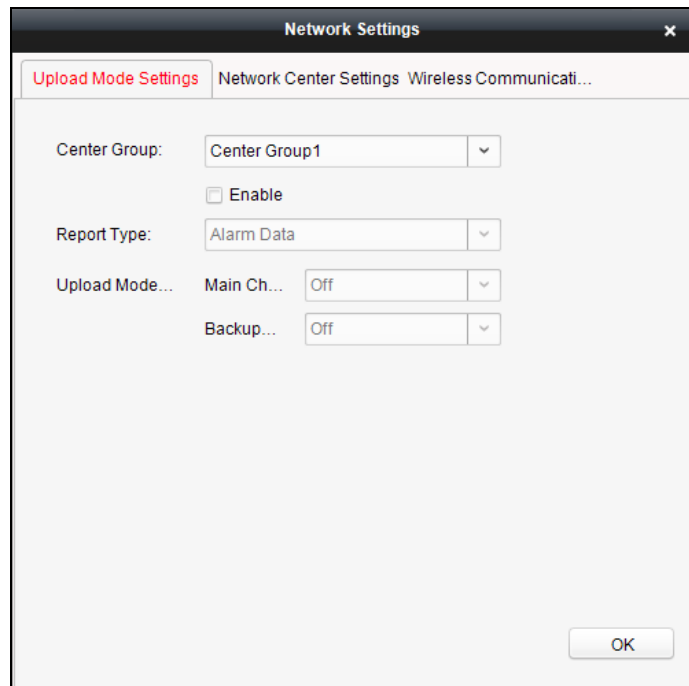 Network Settings
Upload Mode Settings Network Center Settings Wireless Communicati...
Center Group: Center Group1
Enable
Report Type: Alarm Data
Upload Mode... Main Ch... Off
Backup... Off
OK